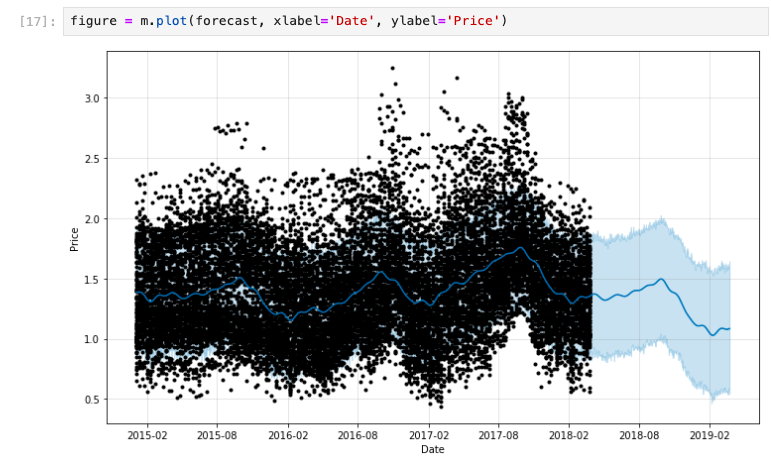 [17]: figure = m.plot(forecast, xlabel='Date', ylabel='Price')
3.0
2.5
2.0
1.5
1.0
0.5
Price
2015-02 2015-08 2016-02 2016-08 2017-02 2017-08 2018-02 2018-08 2019-02
Date